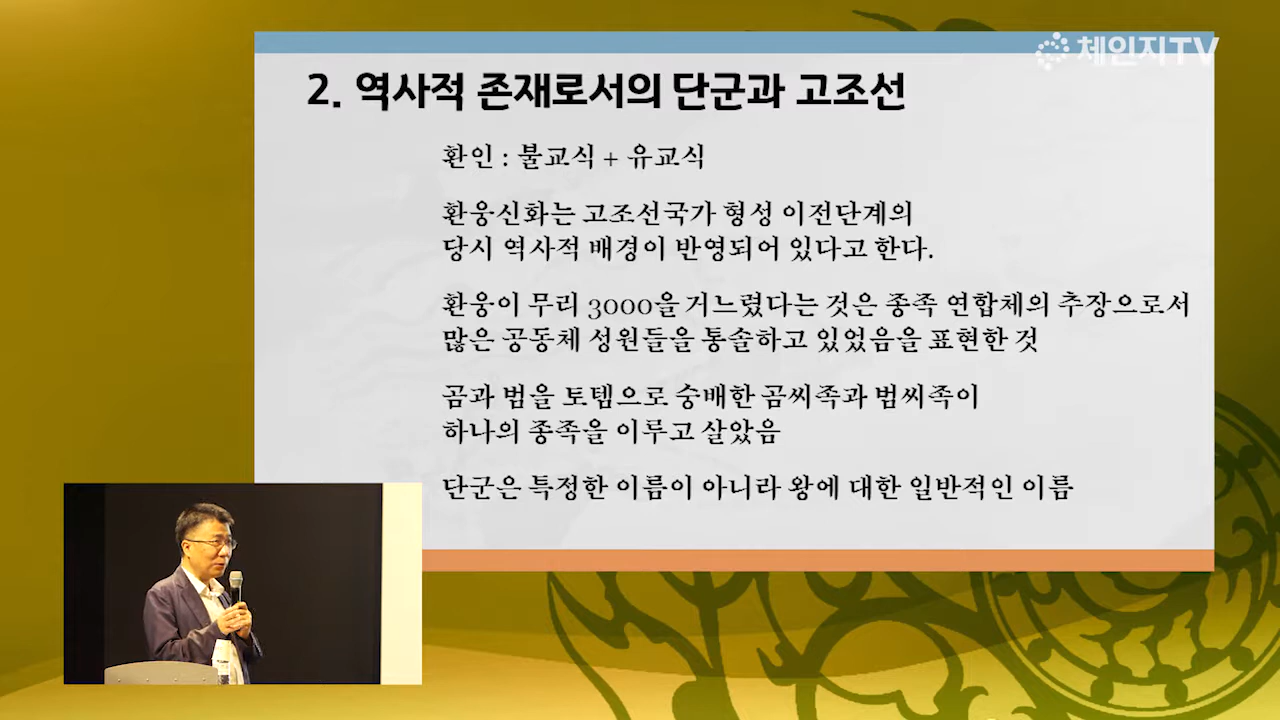 체인지TV
2. 역사적 존재로서의 단군과 고조선
환인 : 불교식 + 유교식
환웅신화는 고조선국가 형성 이전단계의
당시 역사적 배경이 반영되어 있다고 한다.
환웅이 무리 3000을 거느렸다는 것은 종족 연합체의 추장으로서
많은 공동체 성원들을 통솔하고 있었음을 표현한 것
곰과 범을 토템으로 숭배한 곰씨족과 범씨족이
하나의 종족을 이루고 살았음
단군은 특정한 이름이 아니라 왕에 대한 일반적인 이름